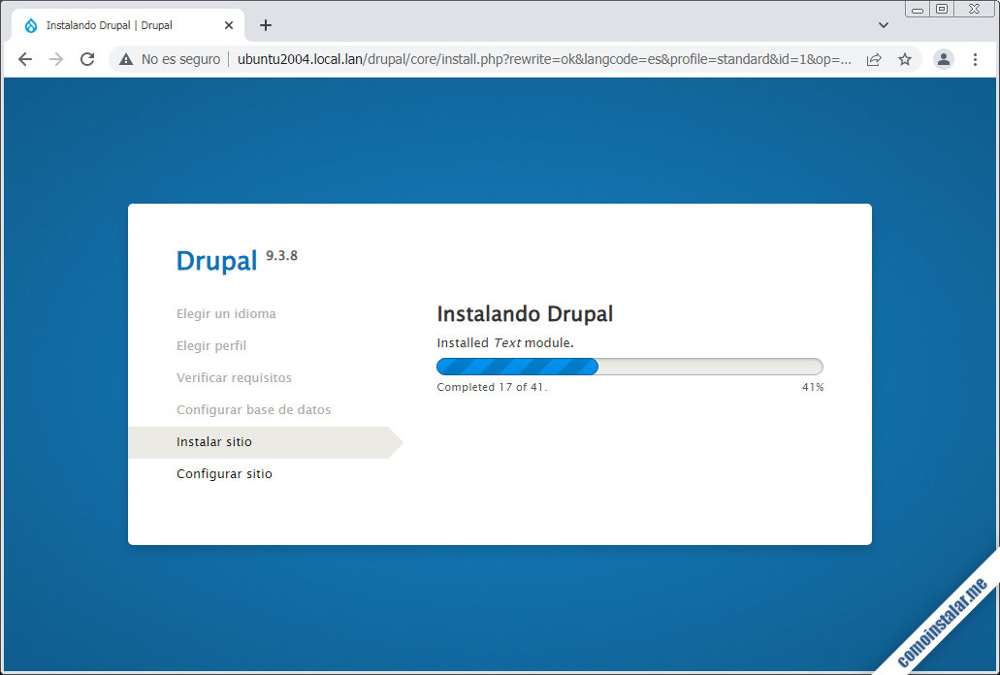 Instalando Drupal | Drupal
No es seguro | ubuntu2004.local.lan/drupal/core/install.php?rewrite=ok&langcode=es&profile=standard&id=1&op=...
Drupal 9.3.8
Elegir un idioma
Elegir perfil
Verificar requisitos
Configurar base de datos
Instalar sitio
Configurar sitio
Instalando Drupal
Installed Text module.
Completed 17 of 41.
41%
comoinstalar.me